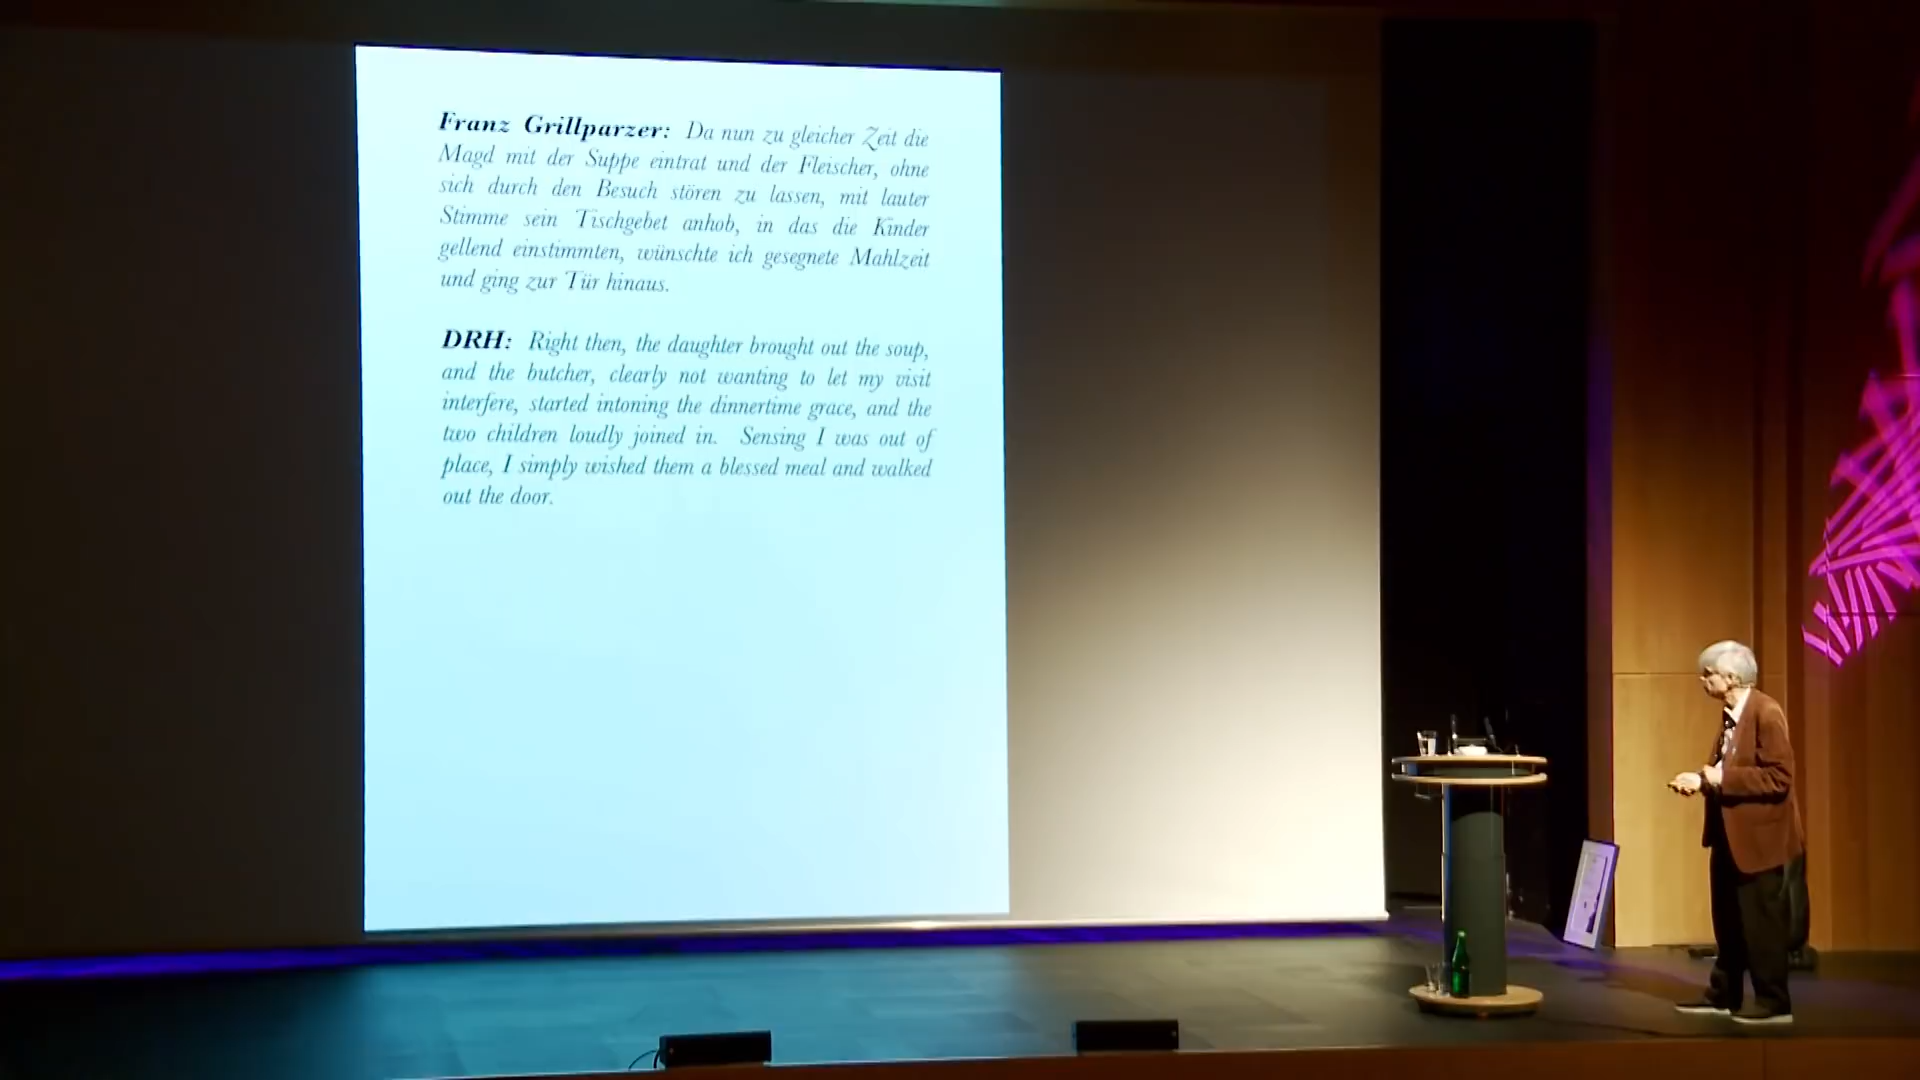 Franz Grillparzer: Da nun zu gleicher Zeit die
Magd mit der Suppe eintrat und der Fleischer, ohne
sich durch den Besuch stören zu lassen, mit lauter
Stimme sein Tischgebet anhob, in das die Kinder
gellend einstimmten, wünschte ich gesegnete Mahlzeit
und ging zur Tür hinaus.
DRH: Right then, the daughter brought out the soup,
and the butcher, clearly not wanting to let my visit
interfere, started intoning the dinnertime grace, and the
two children loudly joined in. Sensing I was out of
place, I simply wished them a blessed meal and walked
out the door.